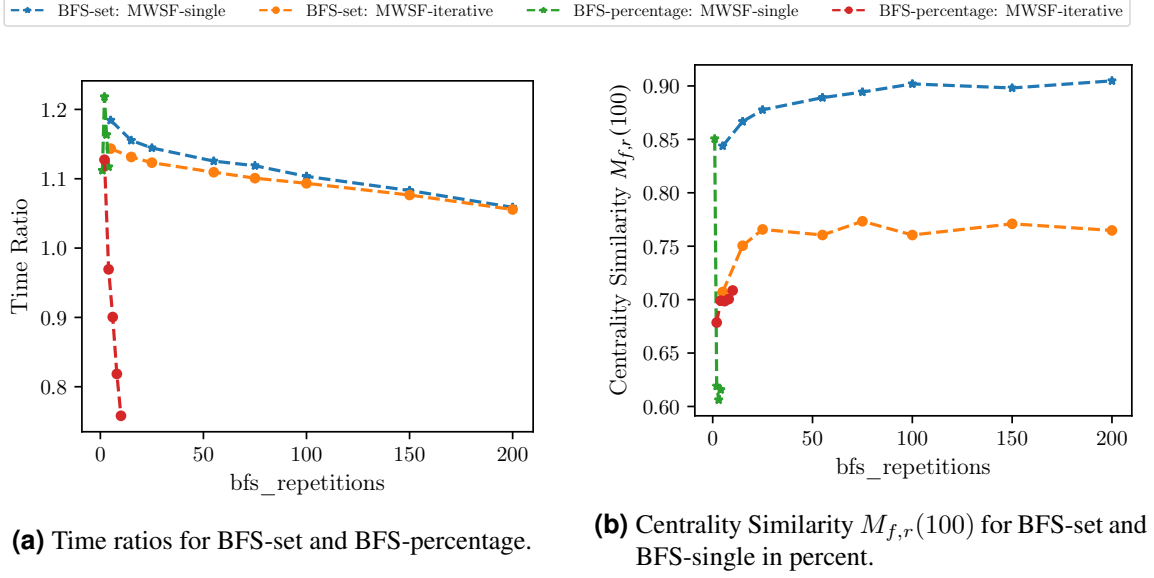 BFS-set: MWSF-single BFS-set: MWSF-iterative BFS-percentage: MWSF-single BFS-percentage: MWSF-iterative
1.2
1.1
1.0
0.9
0.8
Time Ratio
0 50 100 150 200
bfs_repetitions
(a) Time ratios for BFS-set and BFS-percentage.
0.90
0.85
0.80
0.75
0.70
0.65
0.60
Centrality Similarity M_{f,r}(100)
0 50 100 150 200
bfs_repetitions
(b) Centrality Similarity M_{f,r}(100) for BFS-set and
BFS-single in percent.